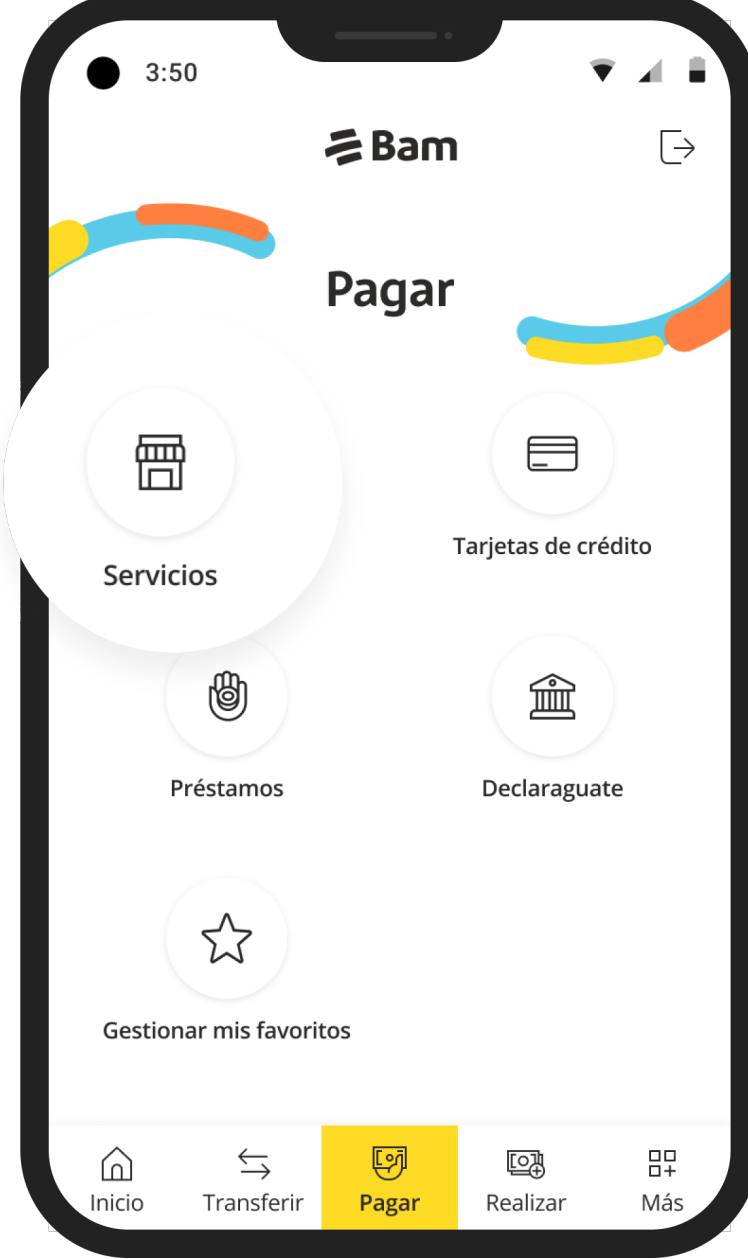 3:50
Bam
Pagar
Servicios
Tarjetas de crédito
Préstamos
Declaraguate
Gestionar mis favoritos
Inicio
Transferir
Pagar
Realizar
Más